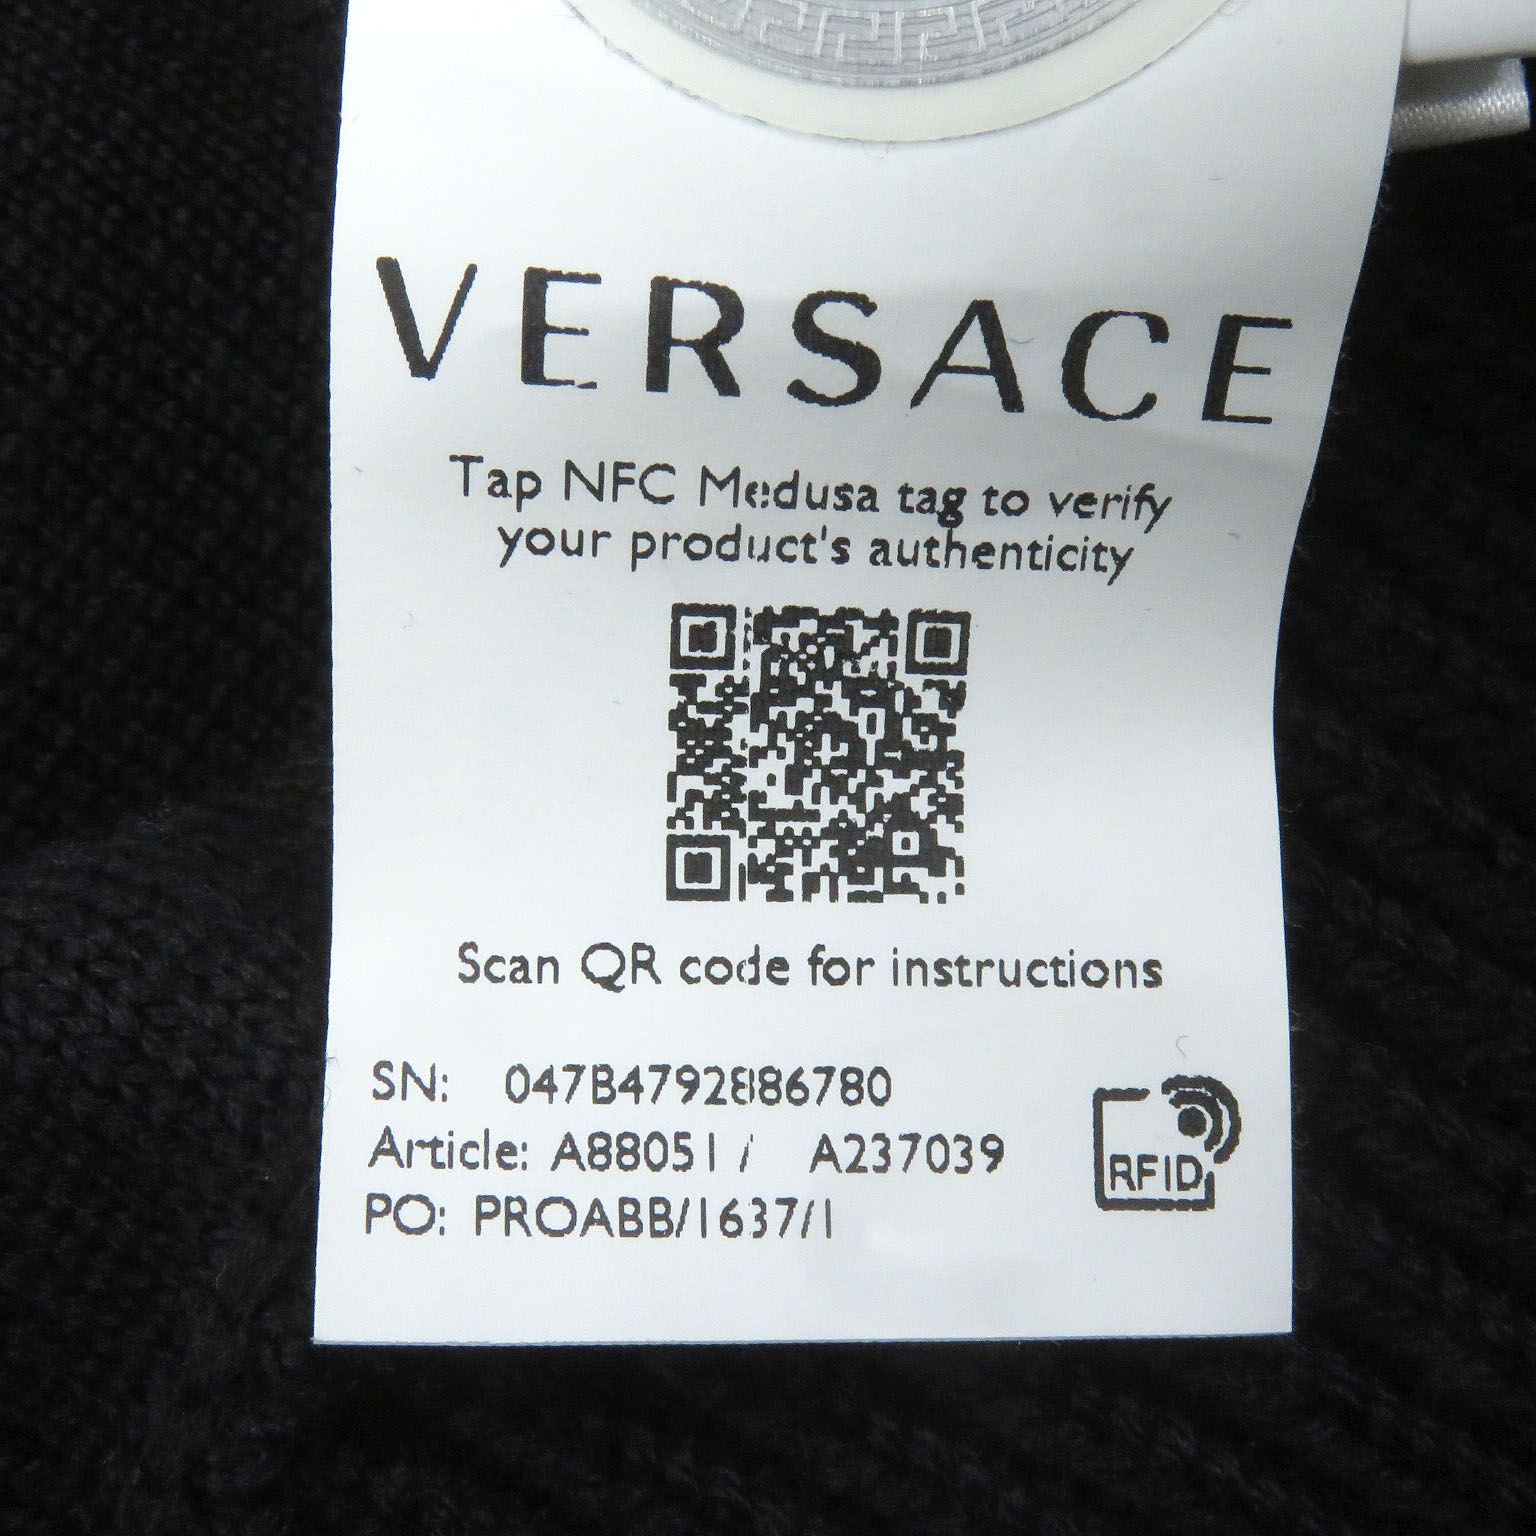 VERSACE
Tap NFC Medusa tag to verify
your product's authenticity
Scan QR code for instructions
SN: 047B4792886780
Article: A88051 / A237039
PO: PROABB/1637/1
RFID